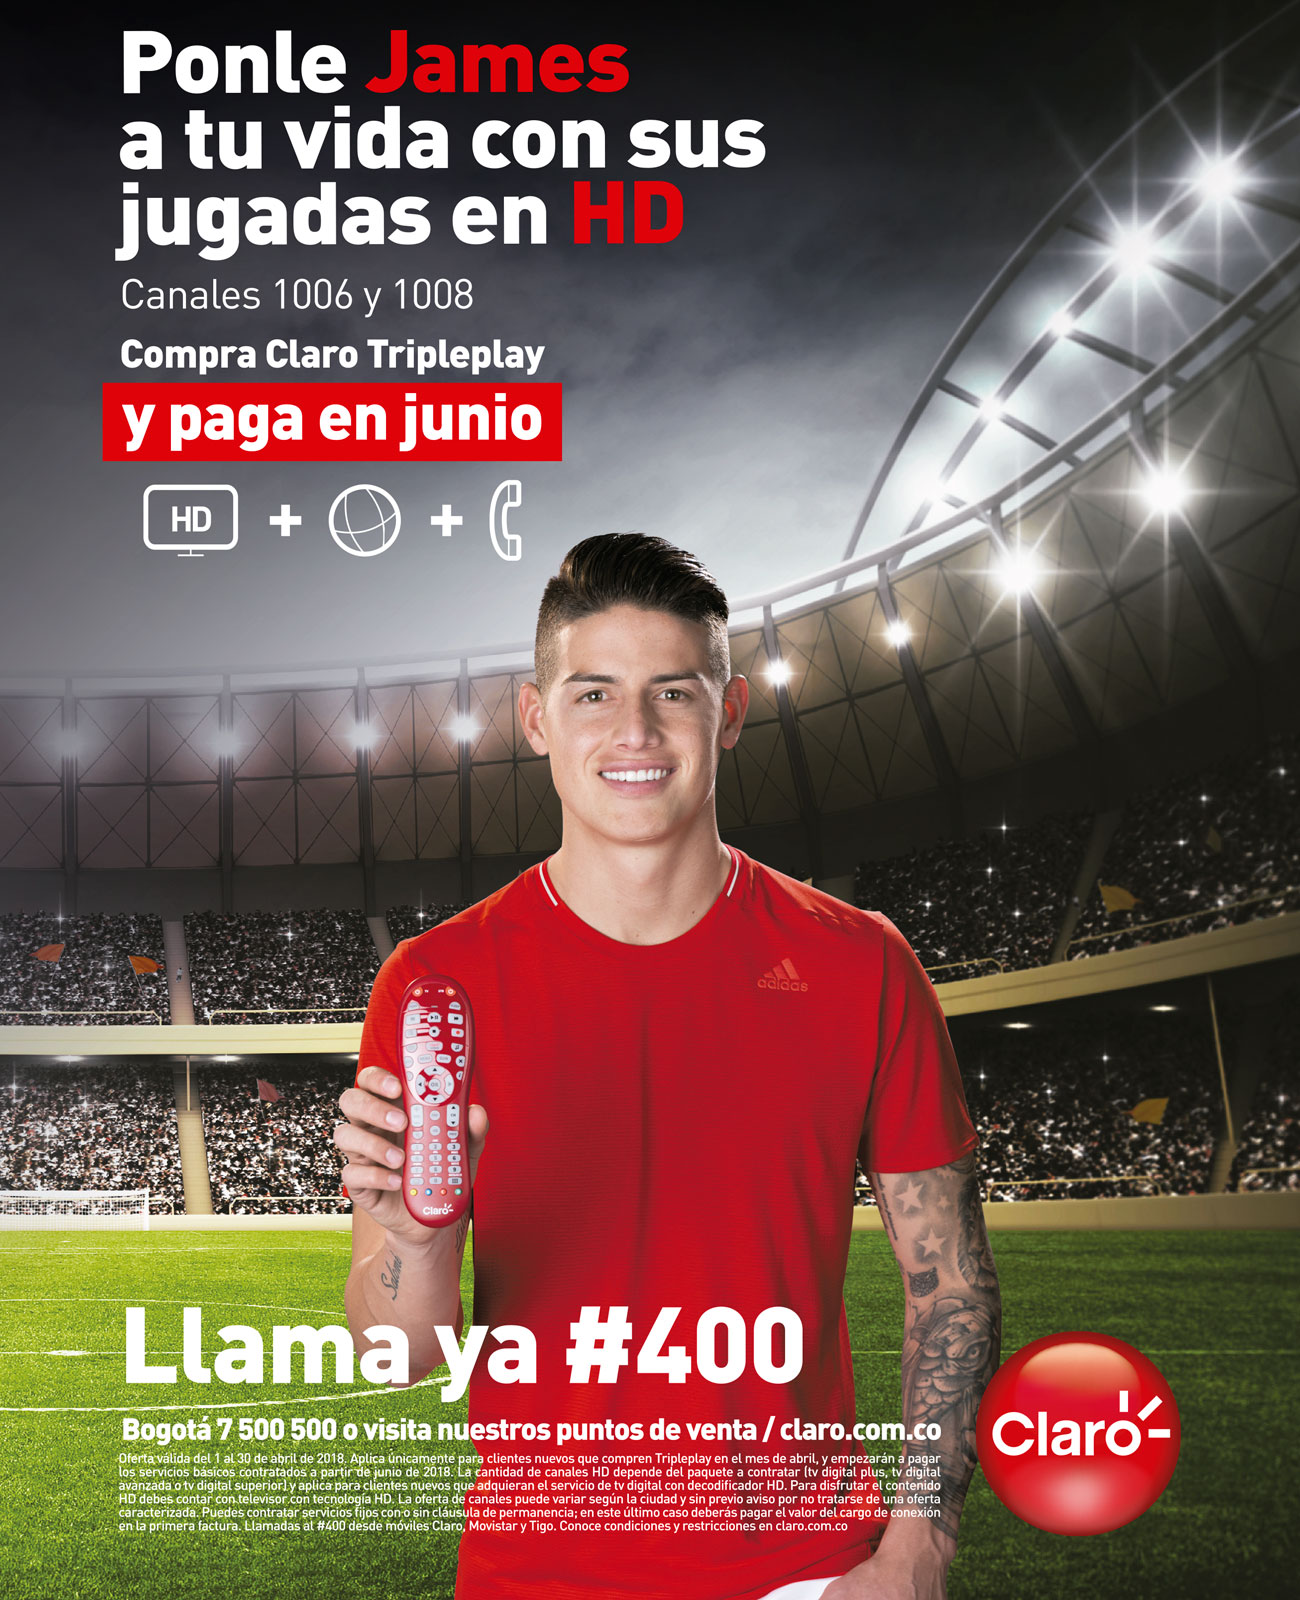 Ponle James
a tu vida con sus
jugadas en HD
Canales 1006 y 1008
Compra Claro Tripleplay
y paga en junio
HD + +
adidas
Claro
Salomé
Llama ya #400
Bogotá 7 500 500 o visita nuestros puntos de venta / claro.com.co
Claro
Oferta válida del 1 al 30 de abril de 2018. Aplica únicamente para clientes nuevos que compren Tripleplay en el mes de abril, y empezarán a pagar
los servicios básicos contratados a partir de junio de 2018. La cantidad de canales HD depende del paquete a contratar (tv digital plus, tv digital
avanzada o tv digital superior) y aplica para clientes nuevos que adquieran el servicio de tv digital con decodificador HD. Para disfrutar el contenido
HD debes contar con televisor con tecnología HD. La oferta de canales puede variar según la ciudad y sin previo aviso por no tratarse de una oferta
caracterizada. Puedes contratar servicios fijos con o sin cláusula de permanencia; en este último caso deberás pagar el valor del cargo de conexión
en la primera factura. Llamadas al #400 desde móviles Claro, Movistar y Tigo. Conoce condiciones y restricciones en claro.com.co